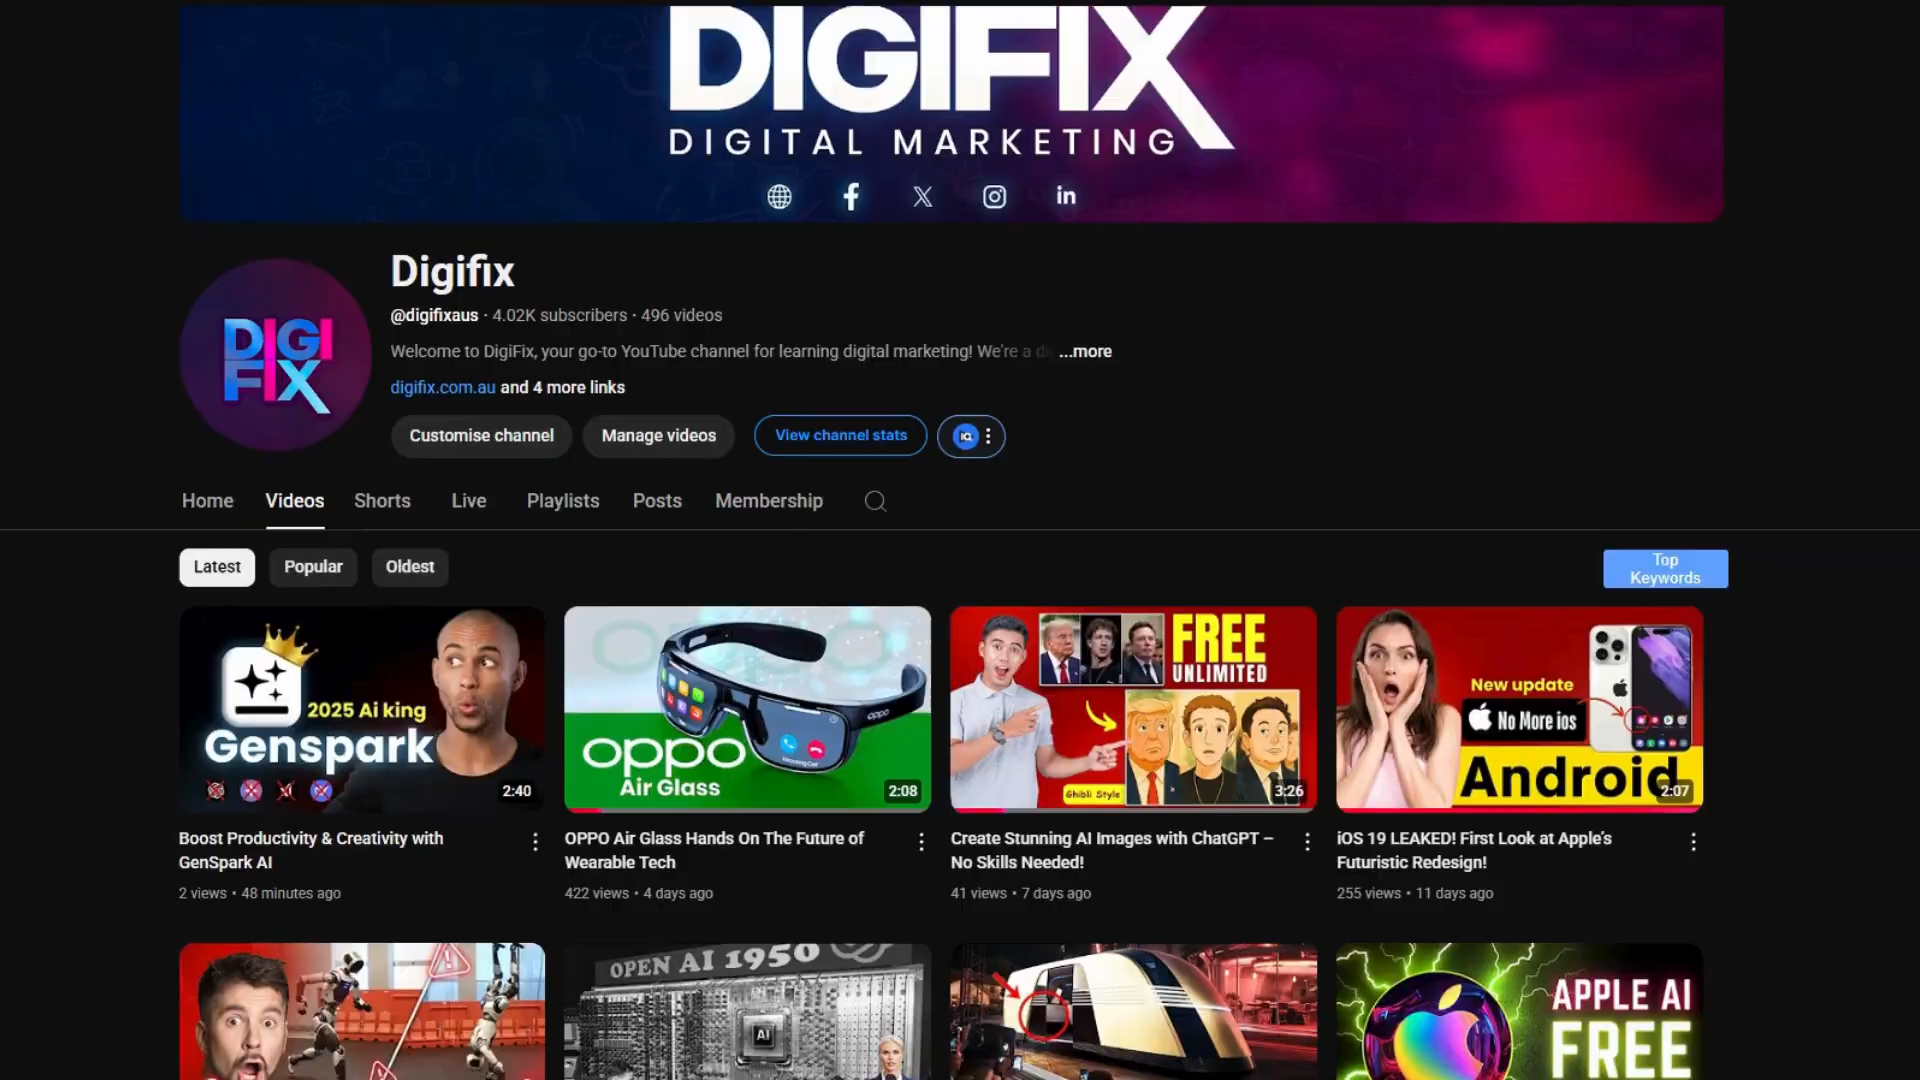 DIGIFIX
DIGITAL MARKETING
DIGI
FIX
Digifix
@digifixaus · 4.02K subscribers · 496 videos
Welcome to DigiFix, your go-to YouTube channel for learning digital marketing! We're a di ...more
digifix.com.au and 4 more links
Customise channel
Manage videos
View channel stats
Home
Videos
Shorts
Live
Playlists
Posts
Membership
Latest
Popular
Oldest
Top
Keywords
2025 Ai king
Genspark
2:40
oppo
oppo
Air Glass
2:08
FREE
UNLIMITED
Ghibli Style
3:26
New update
No More ios
Android
2:07
Boost Productivity & Creativity with
GenSpark AI
2 views • 48 minutes ago
OPPO Air Glass Hands On The Future of
Wearable Tech
422 views • 4 days ago
Create Stunning AI Images with ChatGPT –
No Skills Needed!
41 views • 7 days ago
iOS 19 LEAKED! First Look at Apple's
Futuristic Redesign!
255 views • 11 days ago
OPEN AI 1950
AI
APPLE AI
FREE